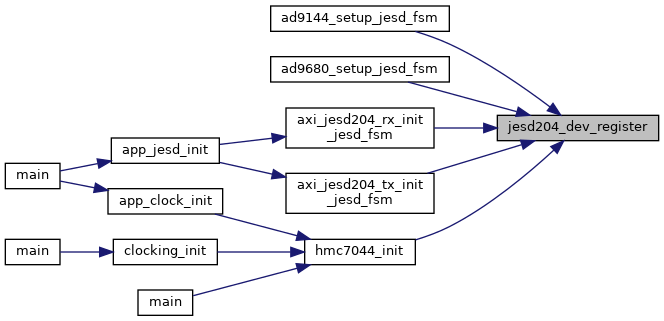 ad9144_setup_jesd_fsm
ad9680_setup_jesd_fsm
axi_jesd204_rx_init
_jesd_fsm
jesd204_dev_register
app_jesd_init
main
axi_jesd204_tx_init
_jesd_fsm
app_clock_init
main
clocking_init
hmc7044_init
main